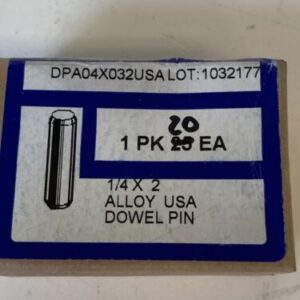 DPA04X032USA LOT: 1032177
20
1 PK 25 EA
1/4 X 2
ALLOY USA
DOWEL PIN